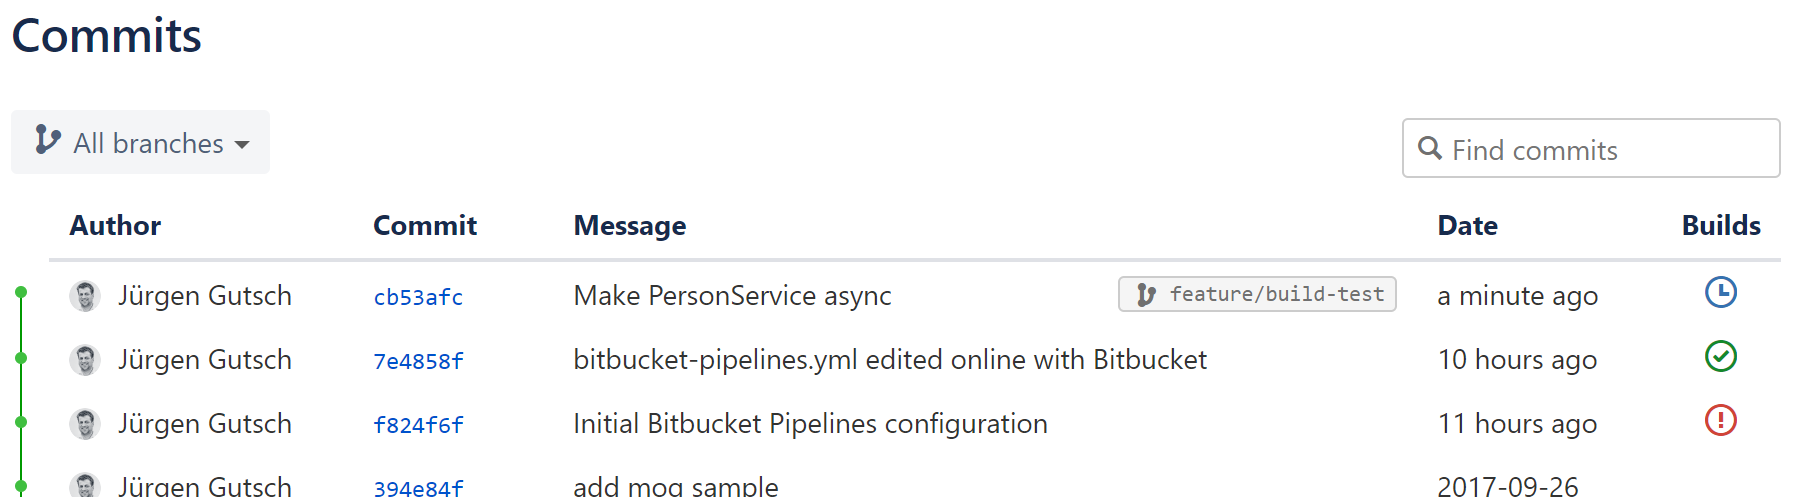 Commits
All branches
Find commits
Author Commit Message Date Builds
Jürgen Gutsch cb53afc Make PersonService async feature/build-test a minute ago
Jürgen Gutsch 7e4858f bitbucket-pipelines.yml edited online with Bitbucket 10 hours ago
Jürgen Gutsch f824f6f Initial Bitbucket Pipelines configuration 11 hours ago
Jürgen Gutsch 394e84f add moq sample 2017-09-26